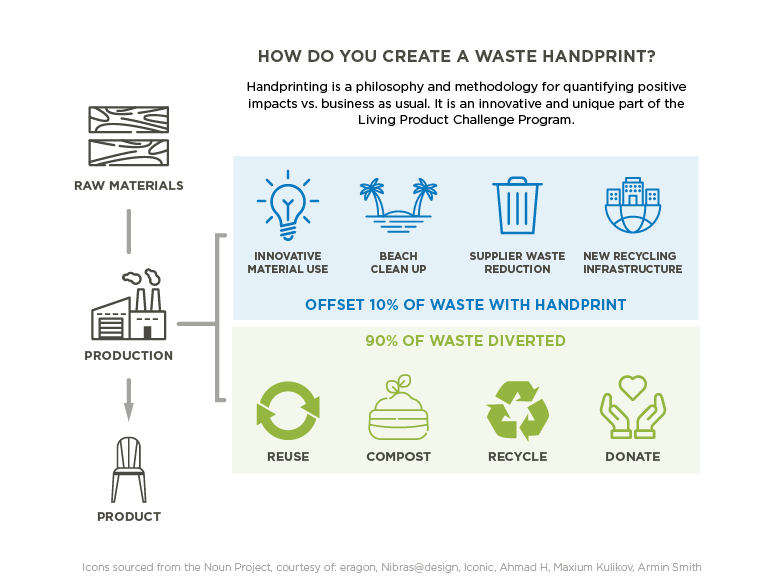 HOW DO YOU CREATE A WASTE HANDPRINT?
Handprinting is a philosophy and methodology for quantifying positive
impacts vs. business as usual. It is an innovative and unique part of the
Living Product Challenge Program.
RAW MATERIALS
PRODUCTION
PRODUCT
INNOVATIVE
MATERIAL USE
BEACH
CLEAN UP
SUPPLIER WASTE
REDUCTION
NEW RECYCLING
INFRASTRUCTURE
OFFSET 10% OF WASTE WITH HANDPRINT
90% OF WASTE DIVERTED
REUSE
COMPOST
RECYCLE
DONATE
Icons sourced from the Noun Project, courtesy of: eragon, Nibras@design, Iconic, Ahmad H, Maxium Kulikov, Armin Smith